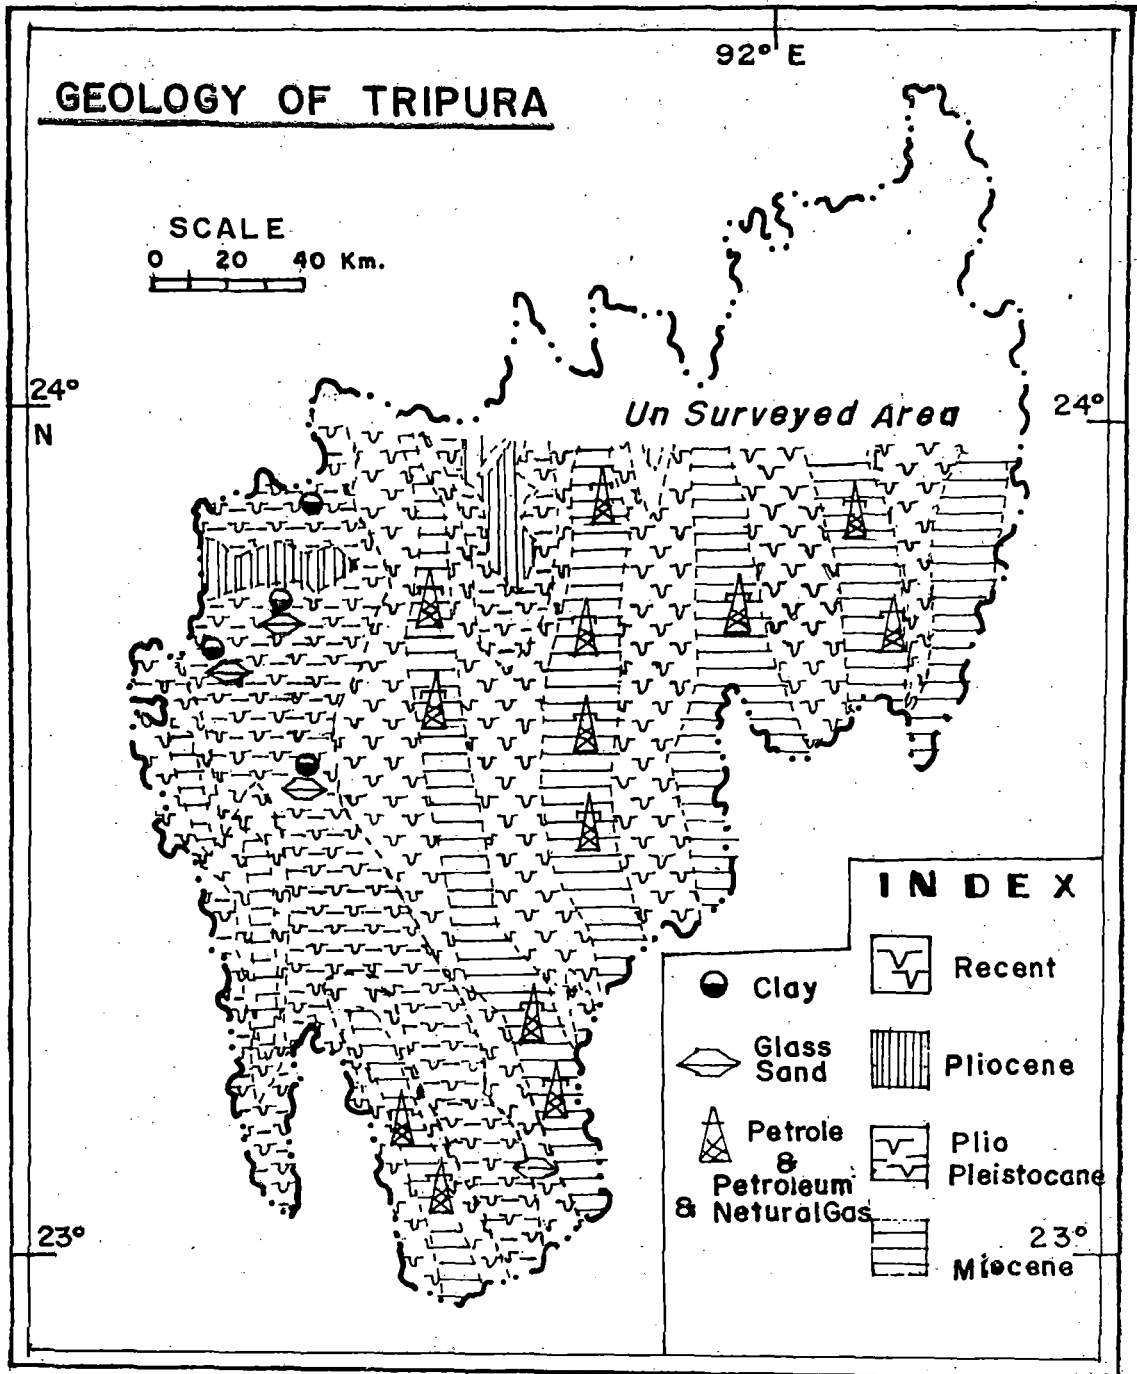 92° E
GEOLOGY OF TRIPURA
SCALE
0 20 40 Km.
24°
N
24°
Un Surveyed Area
INDEX
Recent
Pliocene
Plio
Pleistocane
Miocene
Clay
Glass
Sand
Petrole
&
Petroleum
& NeturalGas
23°
23°